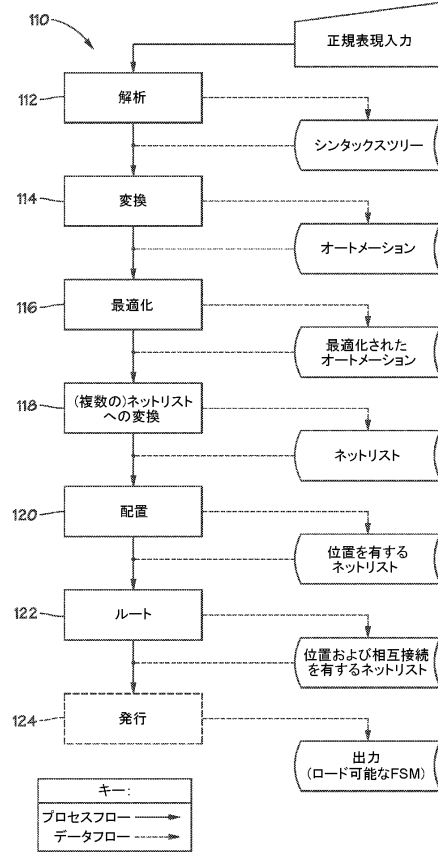 110
正規表現入力
112
解析
シンタックスツリー
114
変換
オートメーション
116
最適化
最適化された
オートメーション
118
(複数の)ネットリスト
への変換
ネットリスト
120
配置
位置を有する
ネットリスト
122
ルート
位置および相互接続
を有するネットリスト
124
発行
出力
(ロード可能なFSM)
キー:
プロセスフロー
データフロー